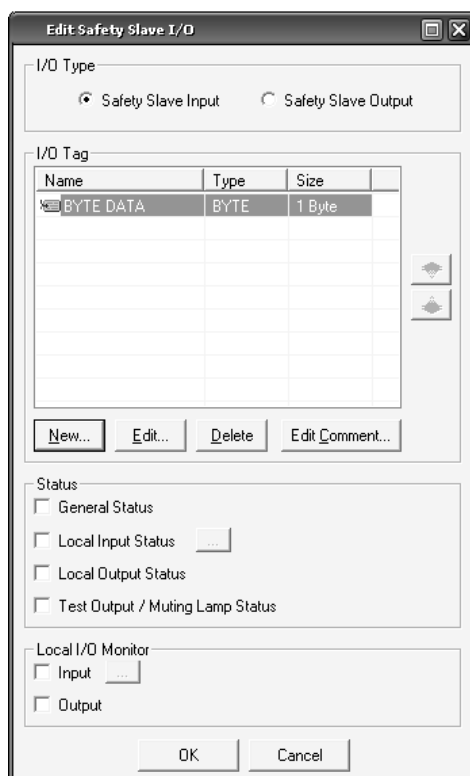 Edit Safety Slave I/O
I/O Type
Safety Slave Input Safety Slave Output
I/O Tag
Name Type Size
BYTE DATA BYTE 1 Byte
New... Edit... Delete Edit Comment...
Status
General Status
Local Input Status ...
Local Output Status
Test Output / Muting Lamp Status
Local I/O Monitor
Input ...
Output
OK Cancel